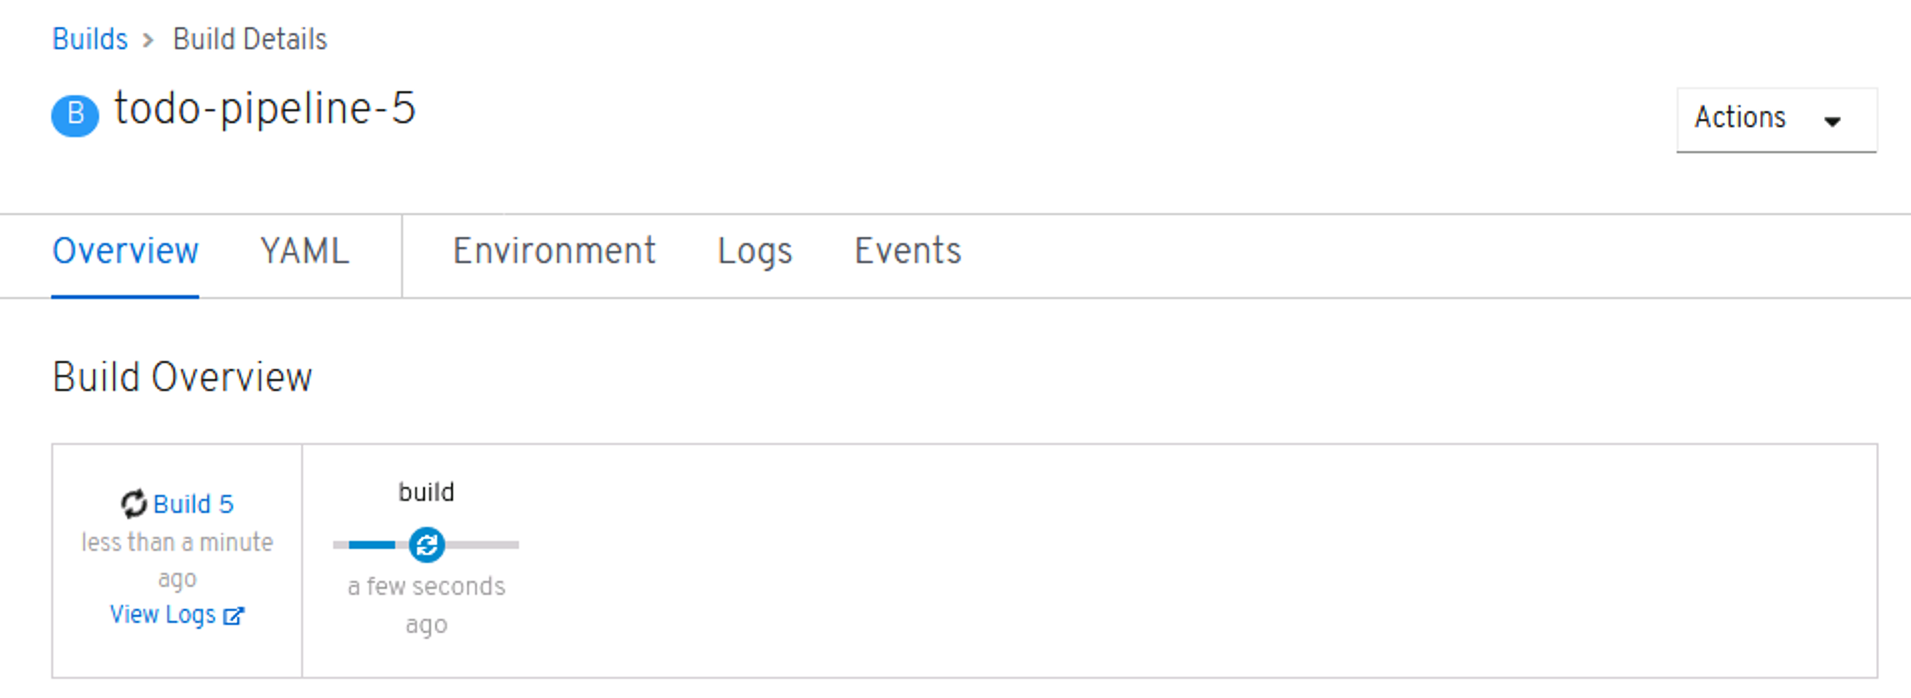 Builds > Build Details
B todo-pipeline-5
Actions
Overview YAML Environment Logs Events
Build Overview
Build 5
less than a minute
ago
View Logs
build
a few seconds
ago